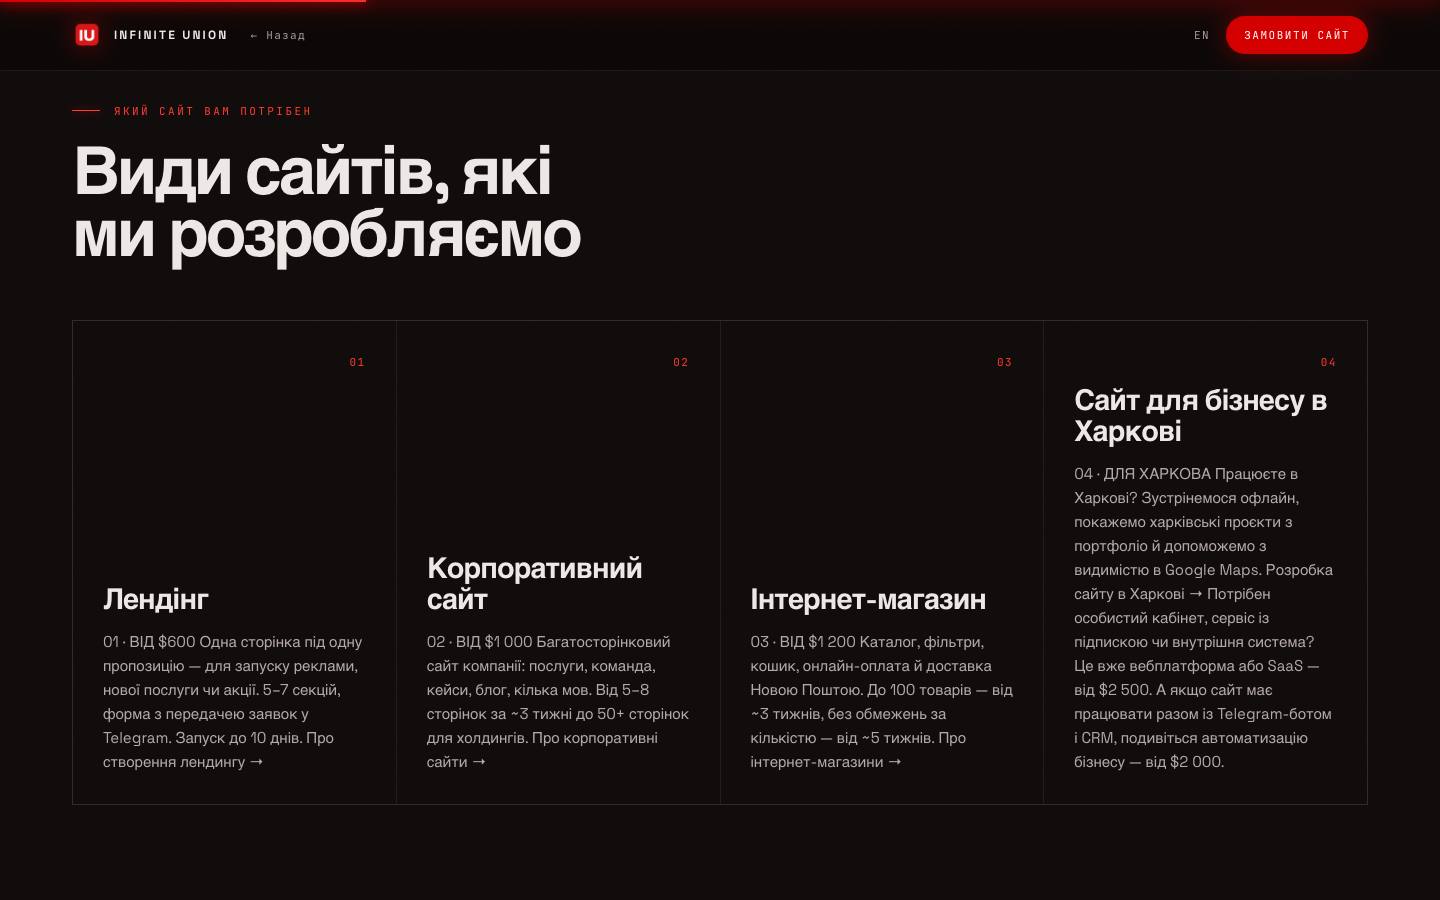 IU INFINITE UNION ← Назад EN ЗАМОВИТИ САЙТ
ЯКИЙ САЙТ ВАМ ПОТРІБЕН
Види сайтів, які
ми розробляємо
01
Лендінг
01 · ВІД $600 Одна сторінка під одну
пропозицію — для запуску реклами,
нової послуги чи акції. 5–7 секцій,
форма з передачею заявок у
Telegram. Запуск до 10 днів. Про
створення лендингу →
02
Корпоративний
сайт
02 · ВІД $1 000 Багатосторінковий
сайт компанії: послуги, команда,
кейси, блог, кілька мов. Від 5–8
сторінок за ~3 тижні до 50+ сторінок
для холдингів. Про корпоративні
сайти →
03
Інтернет-магазин
03 · ВІД $1 200 Каталог, фільтри,
кошик, онлайн-оплата й доставка
Новою Поштою. До 100 товарів — від
~3 тижнів, без обмежень за
кількістю — від ~5 тижнів. Про
інтернет-магазини →
04
Сайт для бізнесу в
Харкові
04 · ДЛЯ ХАРКОВА Працюєте в
Харкові? Зустрінемося офлайн,
покажемо харківські проєкти з
портфоліо й допоможемо з
видимістю в Google Maps. Розробка
сайту в Харкові → Потрібен
особистий кабінет, сервіс із
підпискою чи внутрішня система?
Це вже вебплатформа або SaaS —
від $2 500. А якщо сайт має
працювати разом із Telegram-ботом
і CRM, подивіться автоматизацію
бізнесу — від $2 000.